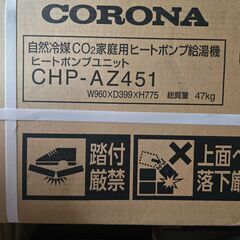 CORONA
自然冷媒CO₂家庭用ヒートポンプ給湯機
ヒートポンプユニット
CHP-AZ451
W960×D399×H775 総質量 47kg
踏付
厳禁
上面へ
落下厳